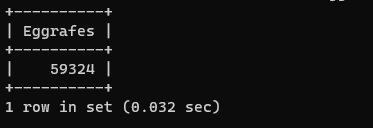 +----------+
| Eggrafes |
+----------+
|    59324 |
+----------+
1 row in set (0.032 sec)